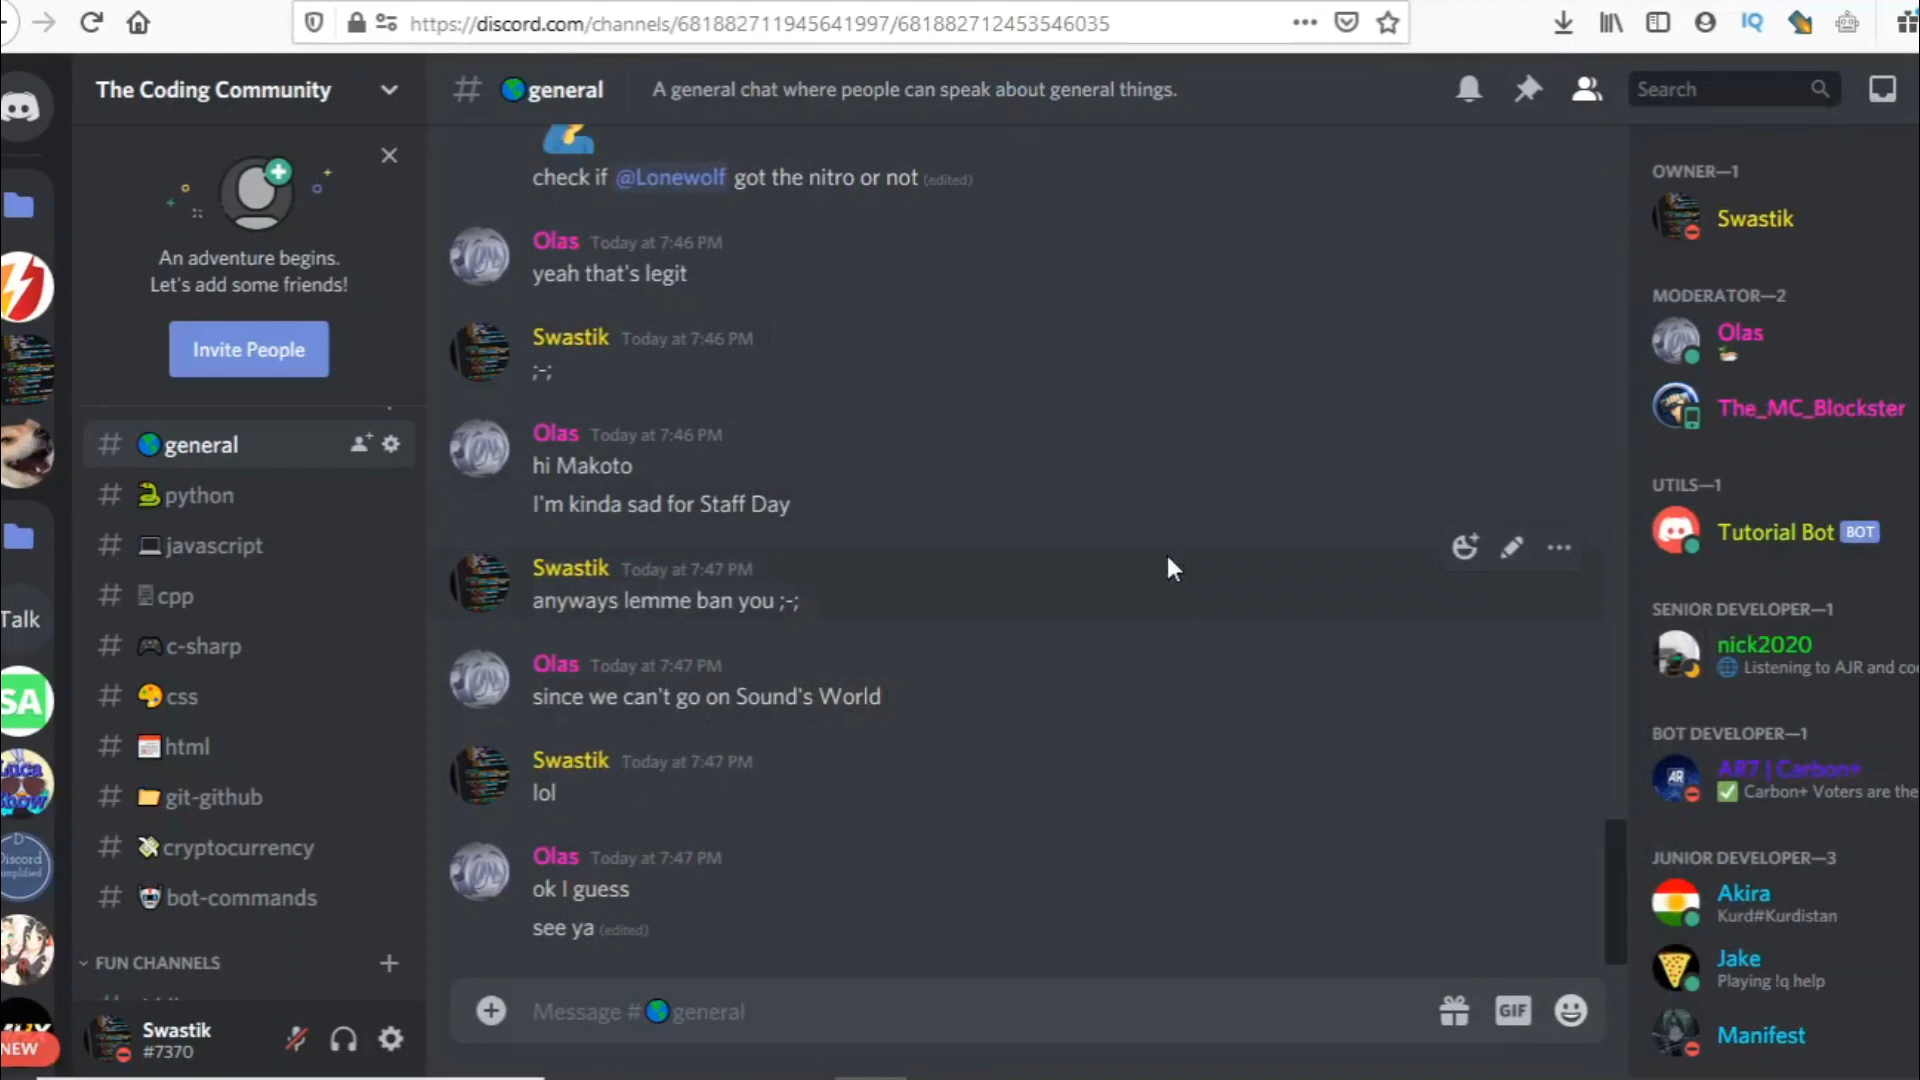 https://discord.com/channels/681882711945641997/681882712453546035
IQ
The Coding Community
An adventure begins.
Let's add some friends!
Invite People
# general
# python
# javascript
# cpp
# c-sharp
# css
# html
# git-github
# cryptocurrency
# bot-commands
FUN CHANNELS
Swastik
#7370
Talk
SA
NEW
# general
A general chat where people can speak about general things.
Search
check if @Lonewolf got the nitro or not (edited)
Olas Today at 7:46 PM
yeah that's legit
Swastik Today at 7:46 PM
;-;
Olas Today at 7:46 PM
hi Makoto
I'm kinda sad for Staff Day
Swastik Today at 7:47 PM
anyways lemme ban you ;-;
Olas Today at 7:47 PM
since we can't go on Sound's World
Swastik Today at 7:47 PM
lol
Olas Today at 7:47 PM
ok I guess
see ya (edited)
Message # general
GIF
OWNER—1
Swastik
MODERATOR—2
Olas
The_MC_Blockster
UTILS—1
Tutorial Bot BOT
SENIOR DEVELOPER—1
nick2020
Listening to AJR and co
BOT DEVELOPER—1
AR7 | Carbon+
Carbon+ Voters are the
JUNIOR DEVELOPER—3
Akira
Kurd#Kurdistan
Jake
Playing !q help
Manifest